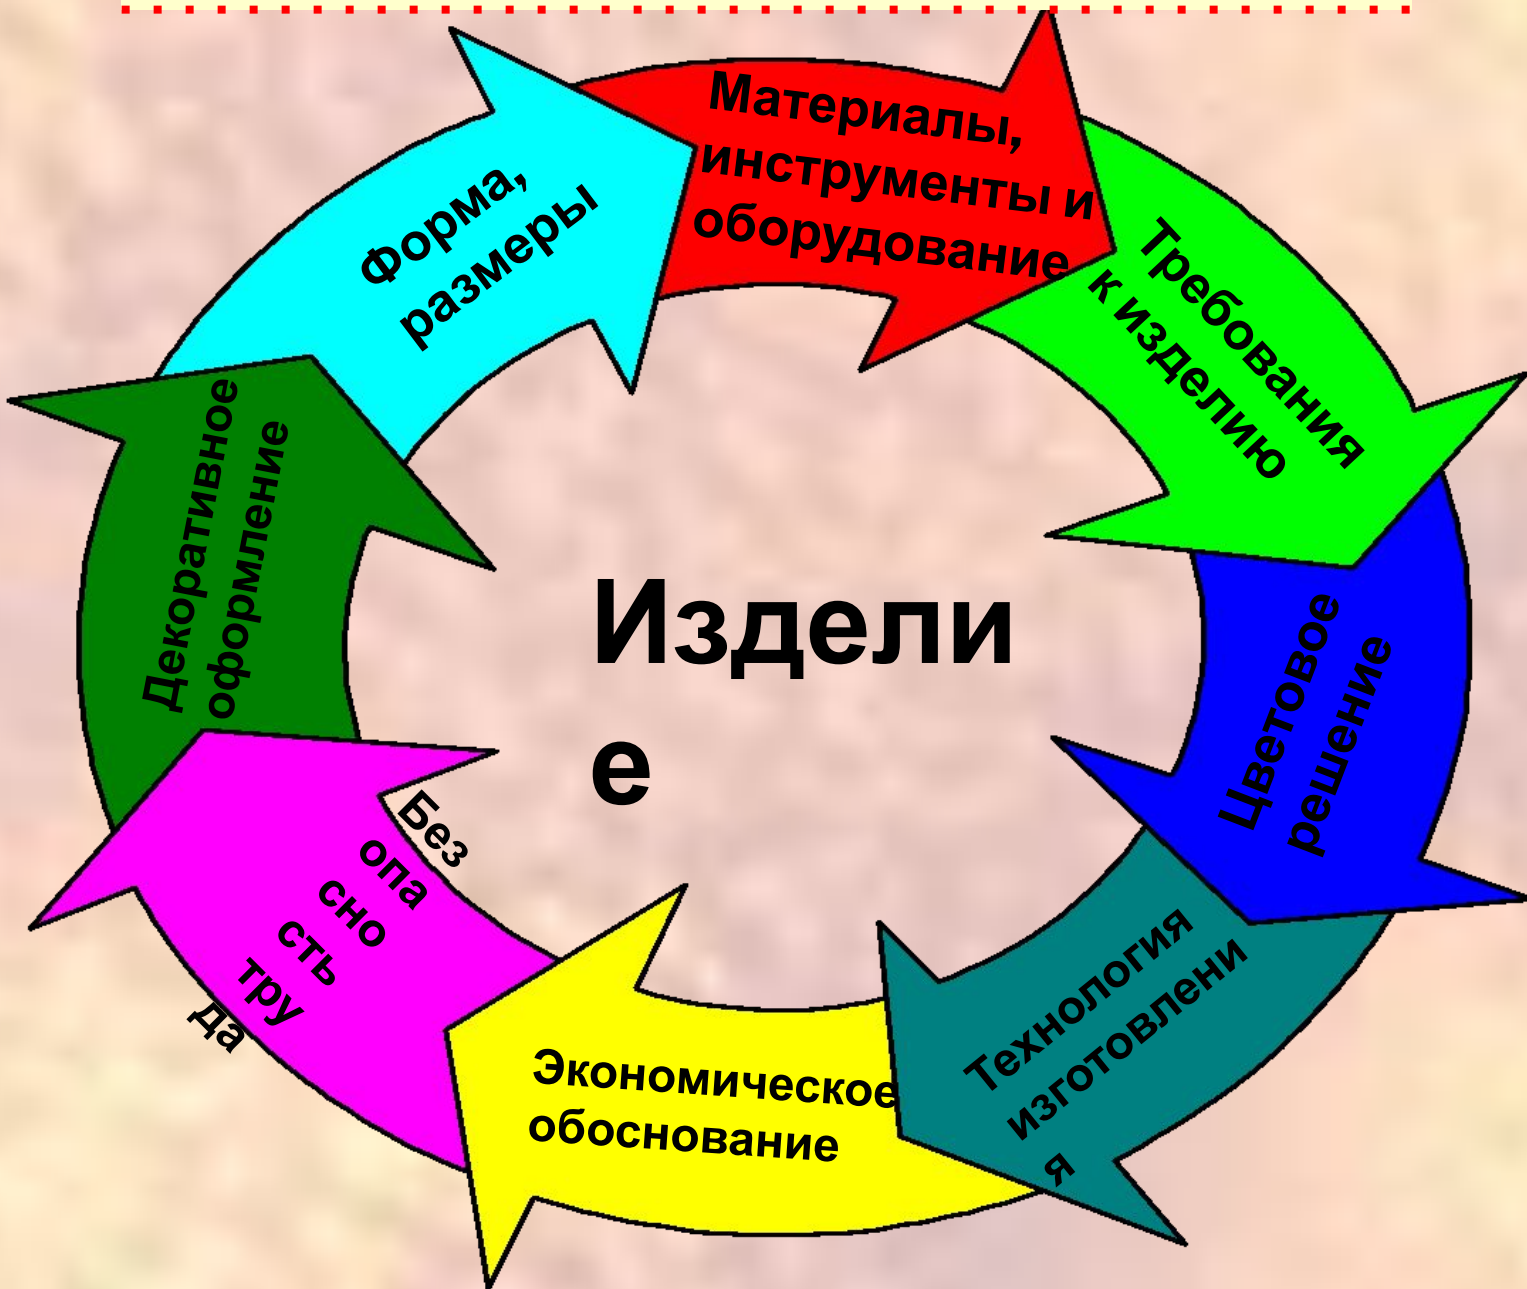 Материалы,
инструменты и
оборудование
Требования
к изделию
Цветовое
решение
Технология
изготовлени
я
Экономическое
обоснование
Без
опа
сно
сть
тру
да
Декоративное
оформление
Форма,
размеры
Издели
е